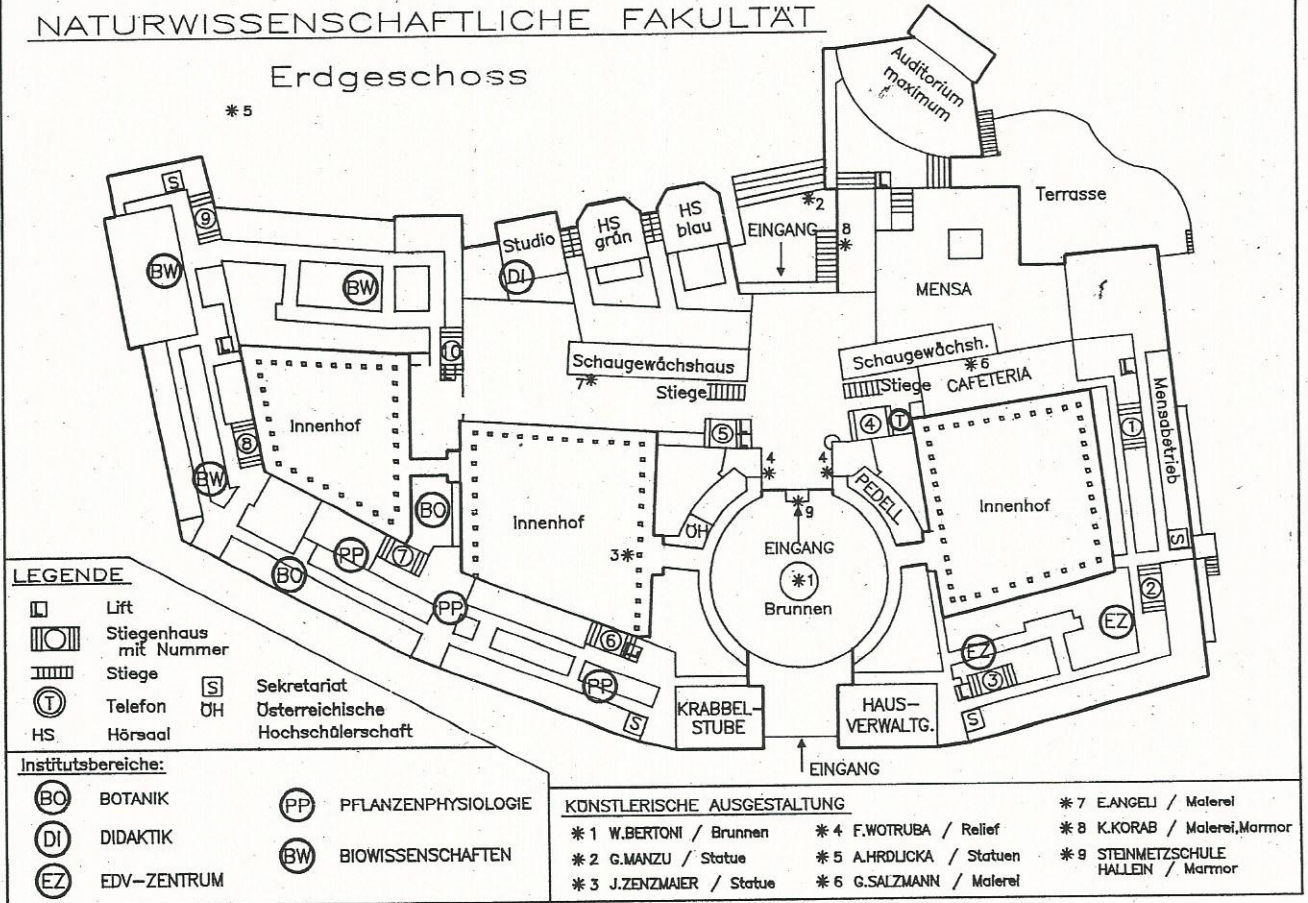 NATURWISSENSCHAFTLICHE FAKULTÄT
Erdgeschoss
*5
Auditorium
maximum
S
L
Terrasse
9
HS
grün
HS
blau
*2
Studio
EINGANG
8
*
BW
DI
BW
MENSA
10
L
Schaugewächshaus
Schaugewächsh.
*6
7*
Stiege
Stiege
CAFETERIA
L
Mensabetrieb
Innenhof
5
L
4
T
1
8
4
*
4
*
BW
PEDELL
BO
Innenhof
*
9
Innenhof
ÖH
EINGANG
S
PP
7
3*
*1
BO
Brunnen
2
PP
EZ
6
L
EZ
PP
L
3
S
KRABBEL-
STUBE
HAUS-
VERWALTG.
S
EINGANG
LEGENDE
L Lift
Stiegenhaus
mit Nummer
Stiege
T Telefon
HS Hörsaal
S Sekretariat
ÖH Österreichische
Hochschülerschaft
Institutsbereiche:
BO BOTANIK
DI DIDAKTIK
EZ EDV-ZENTRUM
PP PFLANZENPHYSIOLOGIE
BW BIOWISSENSCHAFTEN
KÜNSTLERISCHE AUSGESTALTUNG
*1 W.BERTONI / Brunnen
*2 G.MANZU / Statue
*3 J.ZENZMAIER / Statue
*4 F.WOTRUBA / Relief
*5 A.HRDLICKA / Statuen
*6 G.SALZMANN / Malerei
*7 E.ANGELI / Malerei
*8 K.KORAB / Malerei,Marmor
*9 STEINMETZSCHULE
HALLEIN / Marmor